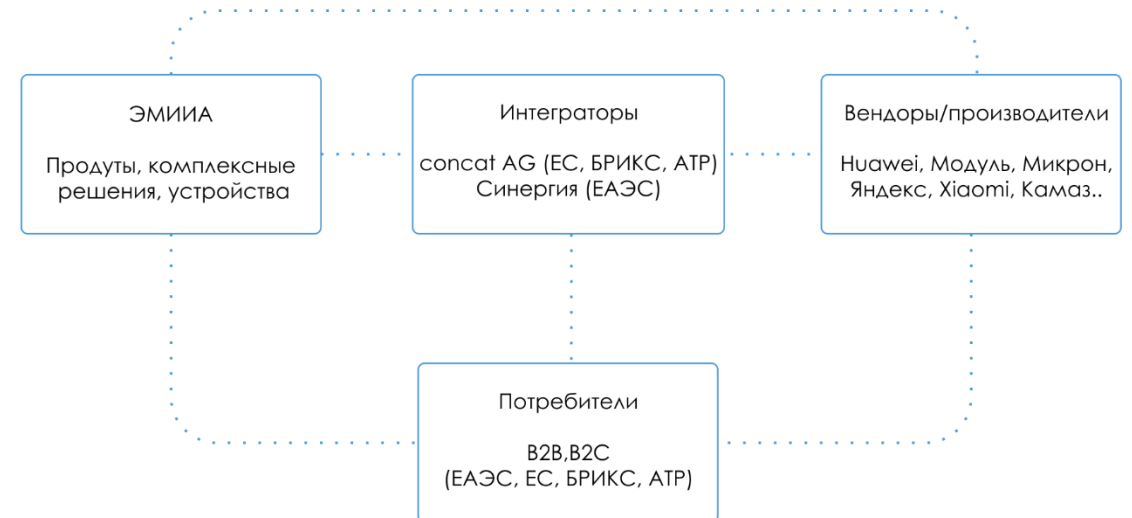 ЭМИИА
Продуты, комплексные
решения, устройства
Интеграторы
concat AG (ЕС, БРИКС, АТР)
Синергия (ЕАЭС)
Вендоры/производители
Huawei, Модуль, Микрон,
Яндекс, Xiaomi, Камаз..
Потребители
B2B,B2C
(ЕАЭС, ЕС, БРИКС, АТР)